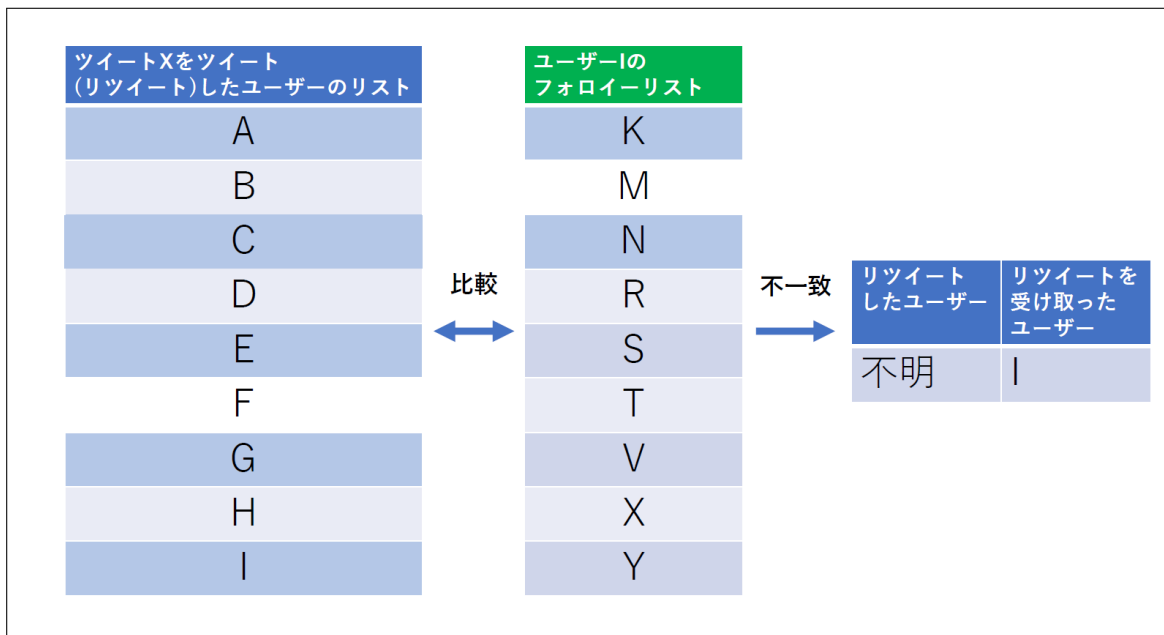 ツイートXをツイート
(リツイート)したユーザーのリスト
A
B
C
D
E
F
G
H
I
比較
ユーザーIの
フォロイーリスト
K
M
N
R
S
T
V
X
Y
不一致
リツイート
したユーザー
リツイートを
受け取った
ユーザー
不明
I